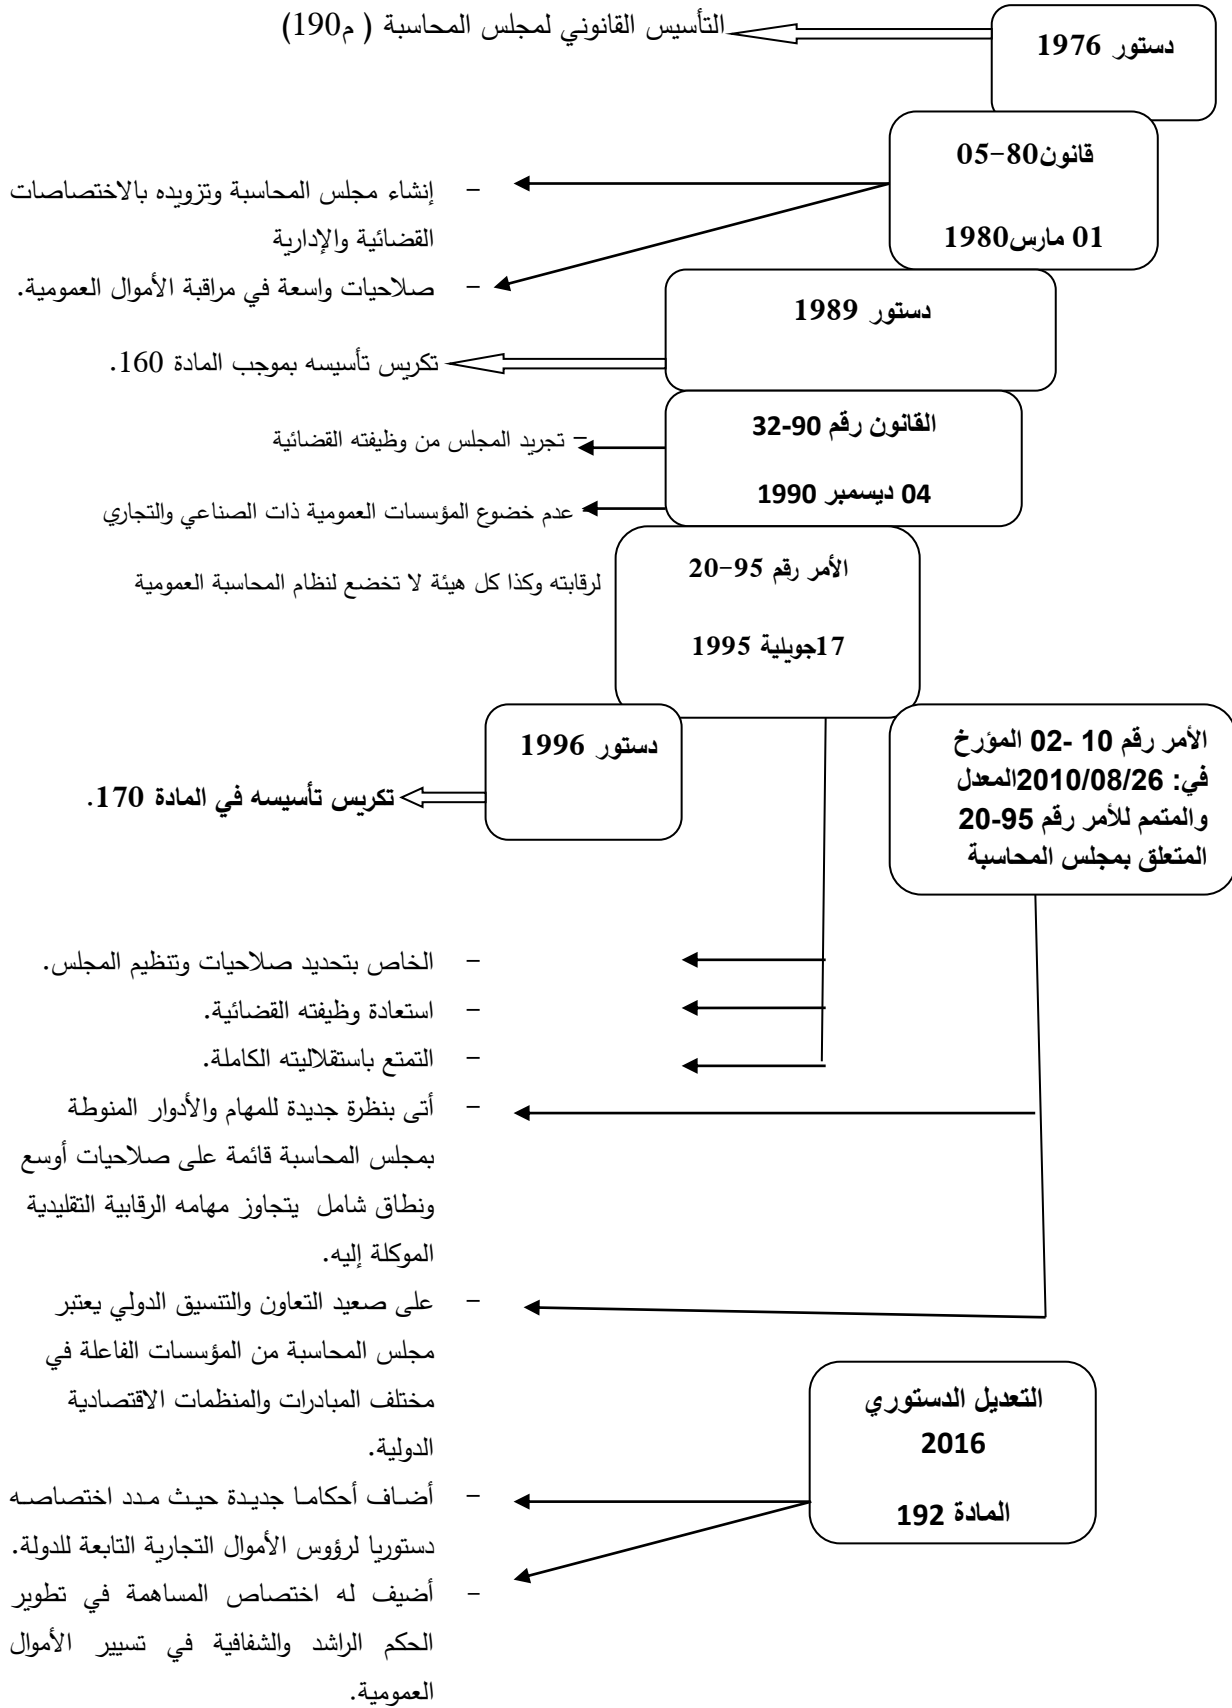 دستور 1976
التأسيس القانوني لمجلس المحاسبة ( م190)
قانون80-05
01 مارس1980
- إنشاء مجلس المحاسبة وتزويده بالاختصاصات
القضائية والإدارية
- صلاحيات واسعة في مراقبة الأموال العمومية.
دستور 1989
تكريس تأسيسه بموجب المادة 160.
القانون رقم 90-32
04 ديسمبر 1990
- تجريد المجلس من وظيفته القضائية
عدم خضوع المؤسسات العمومية ذات الصناعي والتجاري
لرقابته وكذا كل هيئة لا تخضع لنظام المحاسبة العمومية
الأمر رقم 95-20
17جويلية 1995
دستور 1996
تكريس تأسيسه في المادة 170.
الأمر رقم 10 -02 المؤرخ
في: 2010/08/26المعدل
والمتمم للأمر رقم 95-20
المتعلق بمجلس المحاسبة
- الخاص بتحديد صلاحيات وتنظيم المجلس.
- استعادة وظيفته القضائية.
- التمتع باستقلاليته الكاملة.
- أتى بنظرة جديدة للمهام والأدوار المنوطة
بمجلس المحاسبة قائمة على صلاحيات أوسع
ونطاق شامل يتجاوز مهامه الرقابية التقليدية
الموكلة إليه.
- على صعيد التعاون والتنسيق الدولي يعتبر
مجلس المحاسبة من المؤسسات الفاعلة في
مختلف المبادرات والمنظمات الاقتصادية
الدولية.
التعديل الدستوري
2016
المادة 192
- أضاف أحكاما جديدة حيث مدد اختصاصه
دستوريا لرؤوس الأموال التجارية التابعة للدولة.
- أضيف له اختصاص المساهمة في تطوير
الحكم الراشد والشفافية في تسيير الأموال
العمومية.